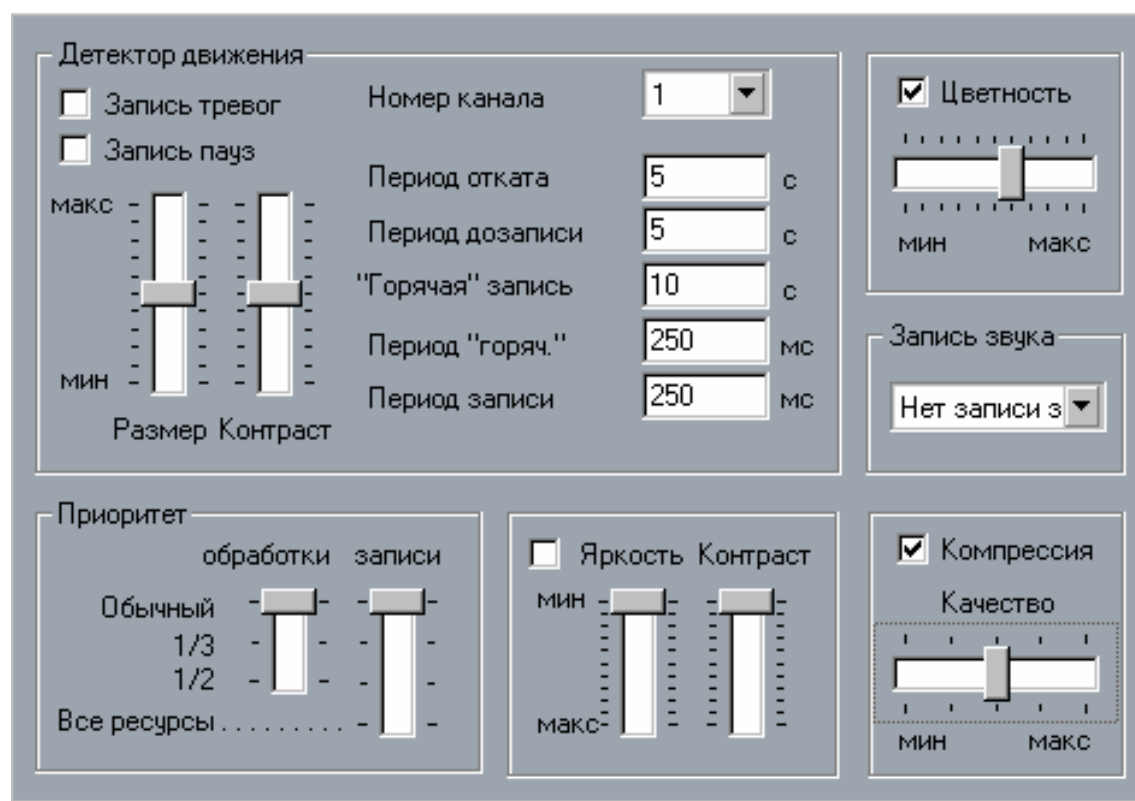 Детектор движения
Запись тревог
Запись пауз
макс
мин
Размер Контраст
Номер канала 1
Период отката 5 с
Период дозаписи 5 с
"Горячая" запись 10 с
Период "горяч." 250 мс
Период записи 250 мс
Цветность
мин макс
Запись звука
Нет записи з
Приоритет
обработки записи
Обычный
1/3
1/2
Все ресурсы . . . . . . . . . .
Яркость Контраст
мин
макс
Компрессия
Качество
мин макс